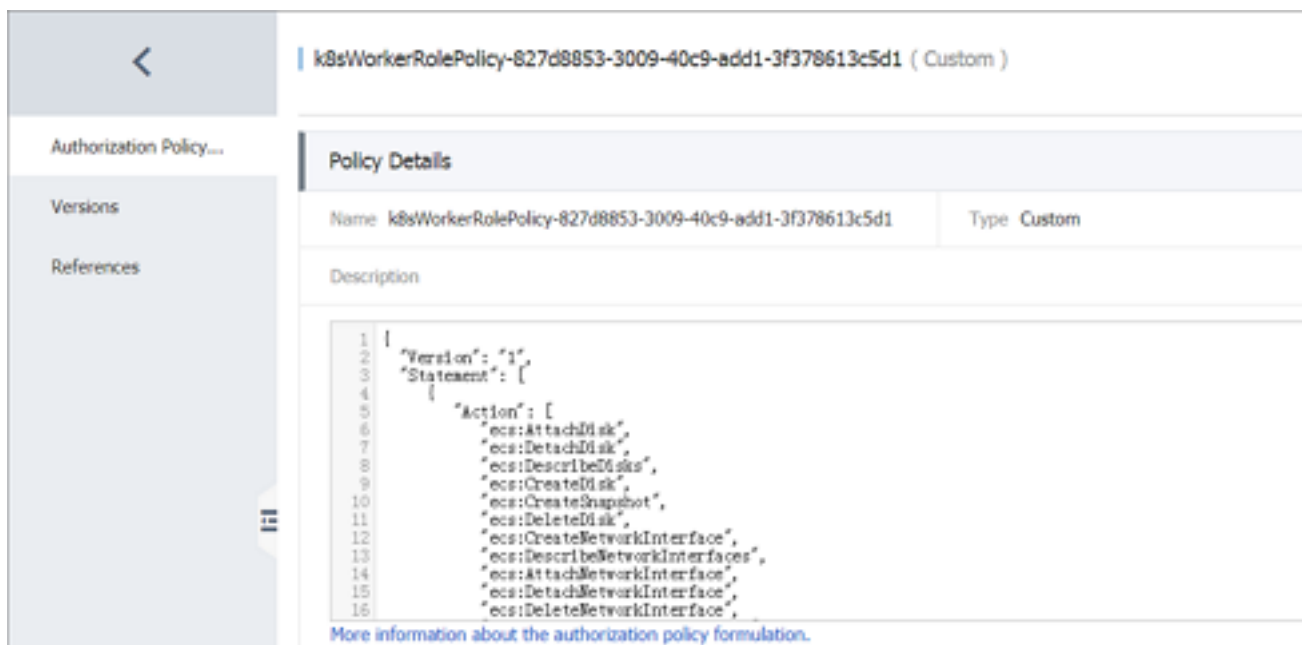 k8sWorkerRolePolicy-827d8853-3009-40c9-add1-3f378613c5d1 ( Custom )
Authorization Policy....
Versions
References
Policy Details
Name k8sWorkerRolePolicy-827d8853-3009-40c9-add1-3f378613c5d1 Type Custom
Description
1 {
2 "Version": "1",
3 "Statement": [
4 {
5 "Action": [
6 "ecs:AttachDisk",
7 "ecs:DetachDisk",
8 "ecs:DescribeDisks",
9 "ecs:CreateDisk",
10 "ecs:CreateSnapshot",
11 "ecs:DeleteDisk",
12 "ecs:CreateNetworkInterface",
13 "ecs:DescribeNetworkInterfaces",
14 "ecs:AttachNetworkInterface",
15 "ecs:DetachNetworkInterface",
16 "ecs:DeleteNetworkInterface",
More information about the authorization policy formulation.